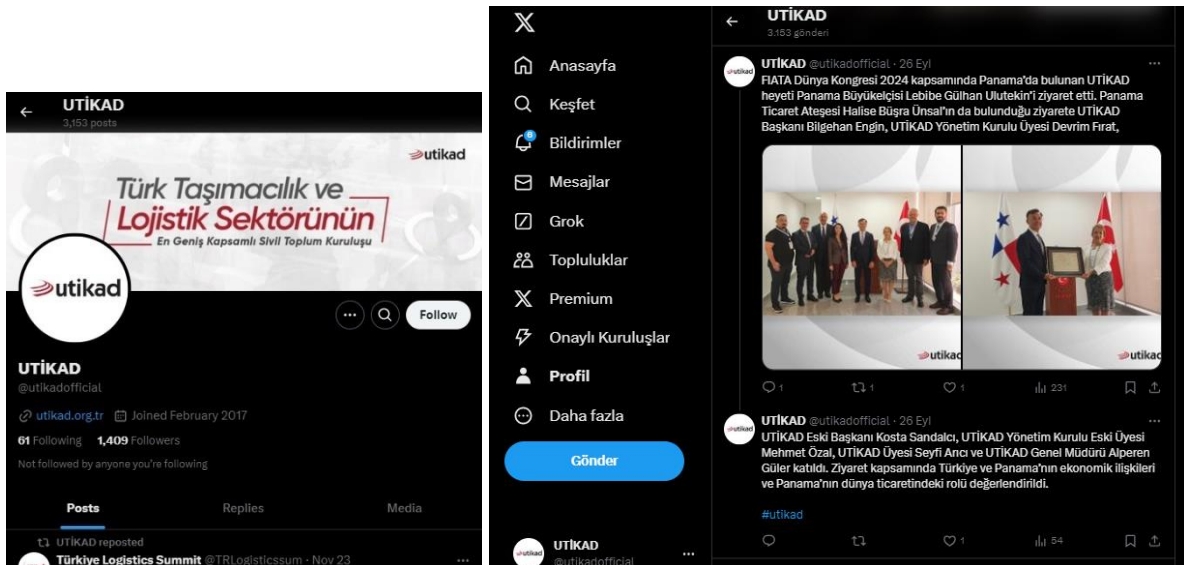 UTİKAD
3,153 posts
utikad
Türk Taşımacılık ve
Lojistik Sektörünün
En Geniş Kapsamlı Sivil Toplum Kuruluşu
utikad
Follow
UTİKAD
@utikadofficial
utikad.org.tr Joined February 2017
61 Following 1,409 Followers
Not followed by anyone you're following
Posts Replies Media
UTİKAD reposted
Türkiye Logistics Summit @TRLogisticssum · Nov 23
Anasayfa
Keşfet
6
Bildirimler
Mesajlar
Grok
Topluluklar
Premium
Onaylı Kuruluşlar
Profil
Daha fazla
Gönder
utikad
UTİKAD
@utikadofficial
UTİKAD
3.153 gönderi
utikad
UTİKAD @utikadofficial · 26 Eyl
FIATA Dünya Kongresi 2024 kapsamında Panama'da bulunan UTİKAD
heyeti Panama Büyükelçisi Lebibe Gülhan Ulutekin'i ziyaret etti. Panama
Ticaret Ateşesi Halise Büşra Ünsal'ın da bulunduğu ziyarete UTİKAD
Başkanı Bilgehan Engin, UTİKAD Yönetim Kurulu Üyesi Devrim Fırat,
utikad utikad
1 1 1 231
utikad
UTİKAD @utikadofficial · 26 Eyl
UTİKAD Eski Başkanı Kosta Sandalcı, UTİKAD Yönetim Kurulu Eski Üyesi
Mehmet Özal, UTİKAD Üyesi Seyfi Arıcı ve UTİKAD Genel Müdürü Alperen
Güler katıldı. Ziyaret kapsamında Türkiye ve Panama'nın ekonomik ilişkileri
ve Panama'nın dünya ticaretindeki rolü değerlendirildi.
#utikad
1 54